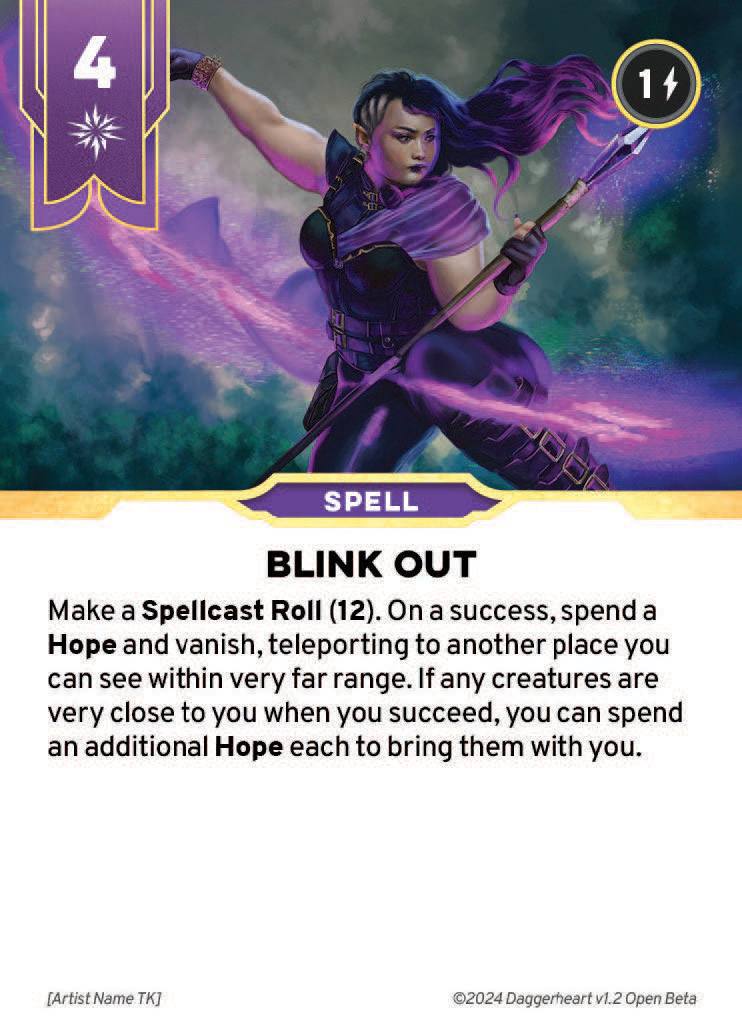 4
1
SPELL
BLINK OUT
Make a Spellcast Roll (12). On a success, spend a
Hope and vanish, teleporting to another place you
can see within very far range. If any creatures are
very close to you when you succeed, you can spend
an additional Hope each to bring them with you.
[Artist Name TK]
©2024 Daggerheart v1.2 Open Beta